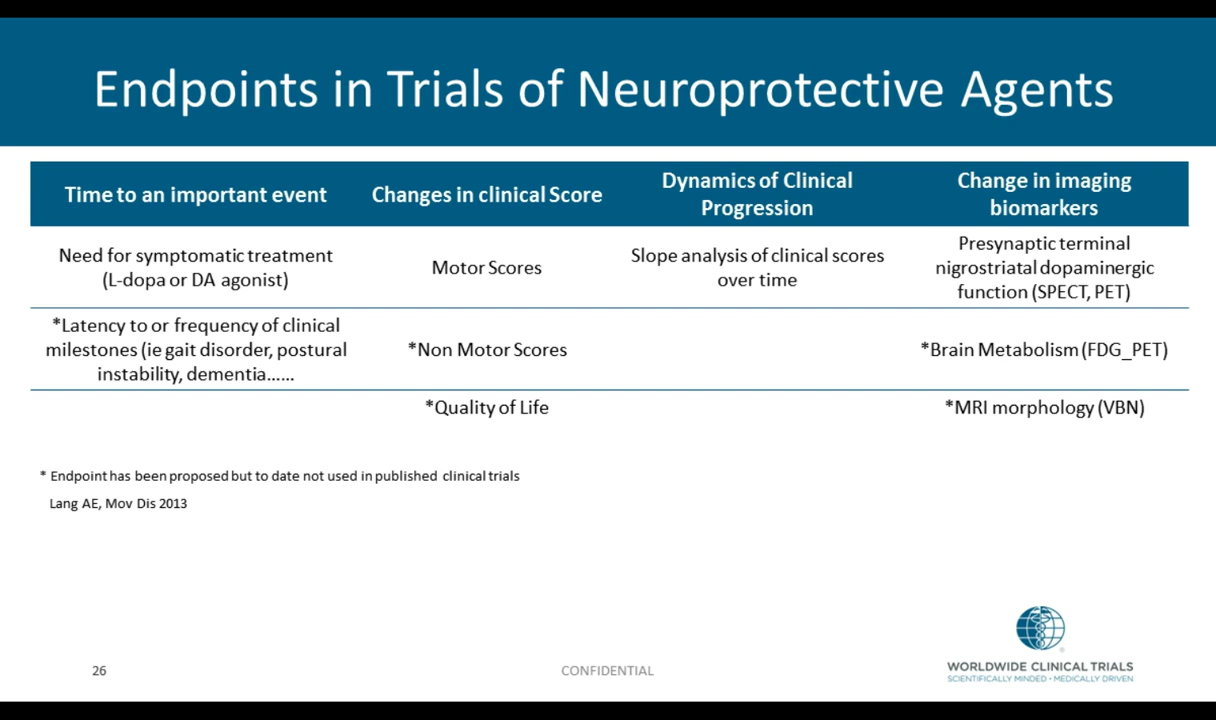 Endpoints in Trials of Neuroprotective Agents
Time to an important event
Changes in clinical Score
Dynamics of Clinical
Progression
Change in imaging
biomarkers
Need for symptomatic treatment
(L-dopa or DA agonist)
Motor Scores
Slope analysis of clinical scores
over time
Presynaptic terminal
nigrostriatal dopaminergic
function (SPECT, PET)
*Latency to or frequency of clinical
milestones (ie gait disorder, postural
instability, dementia......
*Non Motor Scores
*Brain Metabolism (FDG_PET)
*Quality of Life
*MRI morphology (VBN)
* Endpoint has been proposed but to date not used in published clinical trials
Lang AE, Mov Dis 2013
26
CONFIDENTIAL
WORLDWIDE CLINICAL TRIALS
SCIENTIFICALLY MINDED • MEDICALLY DRIVEN